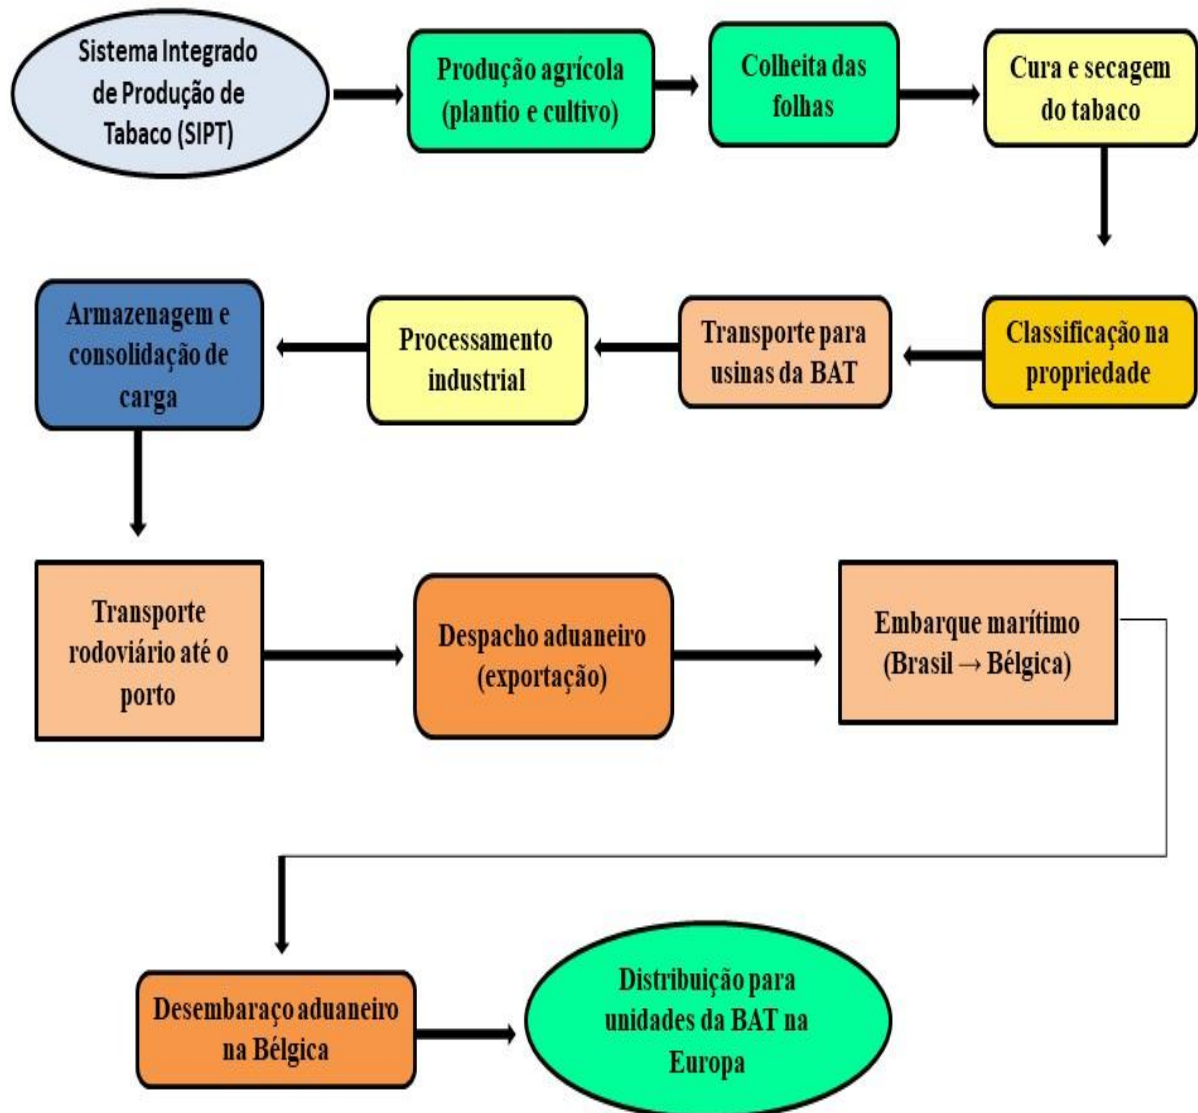 Sistema Integrado
de Produção de
Tabaco (SIPT)
Produção agrícola
(plantio e cultivo)
Colheita das
folhas
Cura e secagem
do tabaco
Classificação na
propriedade
Transporte para
usinas da BAT
Processamento
industrial
Armazenagem e
consolidação de
carga
Transporte
rodoviário até o
porto
Despacho aduaneiro
(exportação)
Embarque marítimo
(Brasil → Bélgica)
Desembaraço aduaneiro
na Bélgica
Distribuição para
unidades da BAT na
Europa